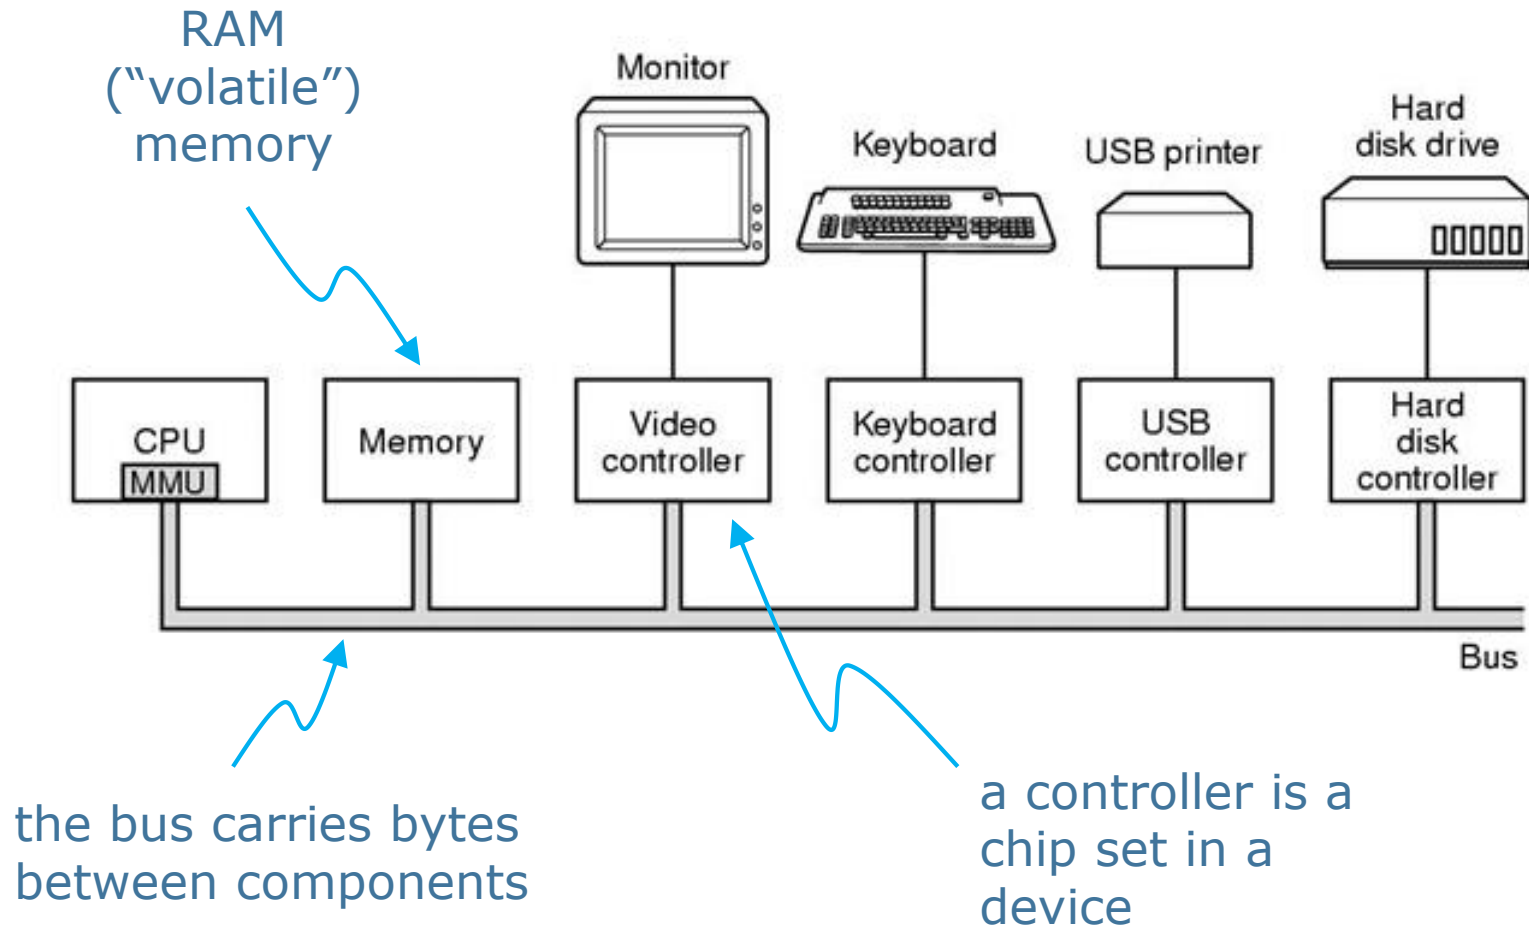 RAM
(“volatile”)
memory
Monitor
Keyboard
USB printer
Hard
disk drive
CPU
MMU
Memory
Video
controller
Keyboard
controller
USB
controller
Hard
disk
controller
Bus
the bus carries bytes
between components
a controller is a
chip set in a
device